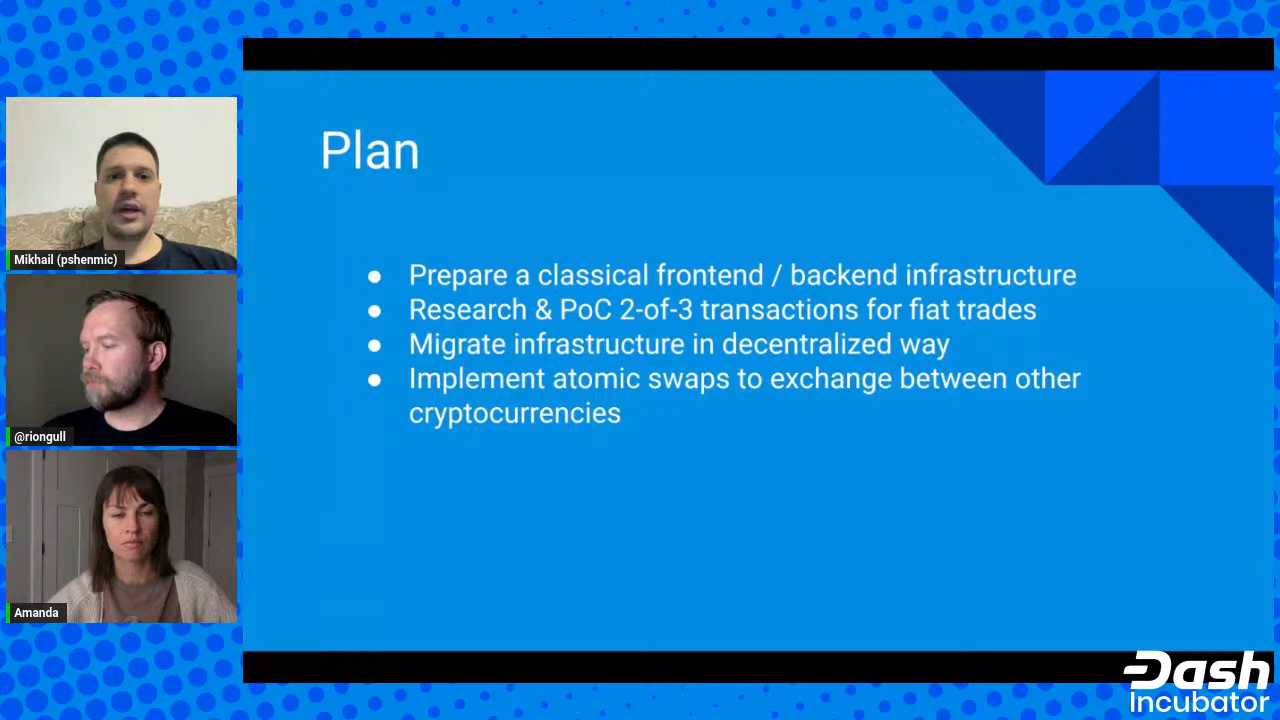 Mikhail (pshenmic)
@riongull
Amanda
Plan
● Prepare a classical frontend / backend infrastructure
● Research & PoC 2-of-3 transactions for fiat trades
● Migrate infrastructure in decentralized way
● Implement atomic swaps to exchange between other
cryptocurrencies
Dash
Incubator